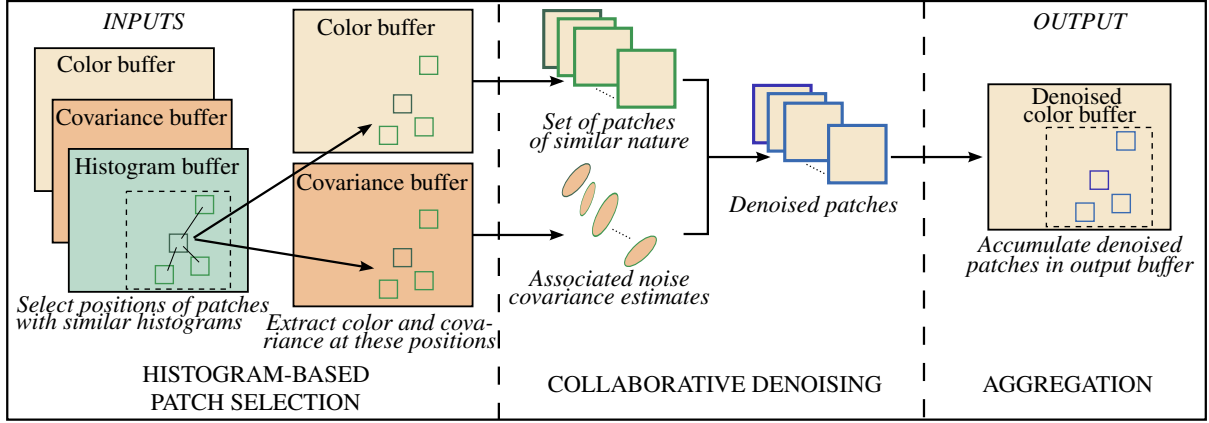 INPUTS
Color buffer
Covariance buffer
Histogram buffer
Select positions of patches
with similar histograms
Color buffer
Covariance buffer
Extract color and cova-
riance at these positions
HISTOGRAM-BASED
PATCH SELECTION
Set of patches
of similar nature
Associated noise
covariance estimates
Denoised patches
COLLABORATIVE DENOISING
OUTPUT
Denoised
color buffer
Accumulate denoised
patches in output buffer
AGGREGATION